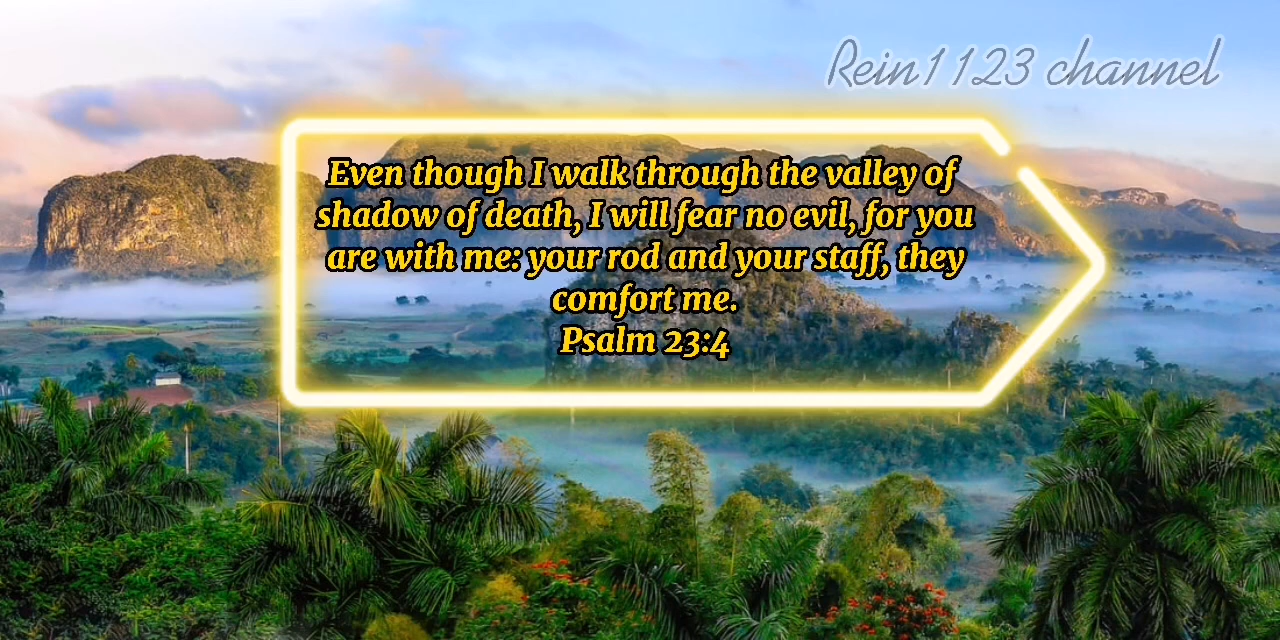 Rein1123 channel
Even though I walk through the valley of
shadow of death, I will fear no evil, for you
are with me: your rod and your staff, they
comfort me.
Psalm 23:4